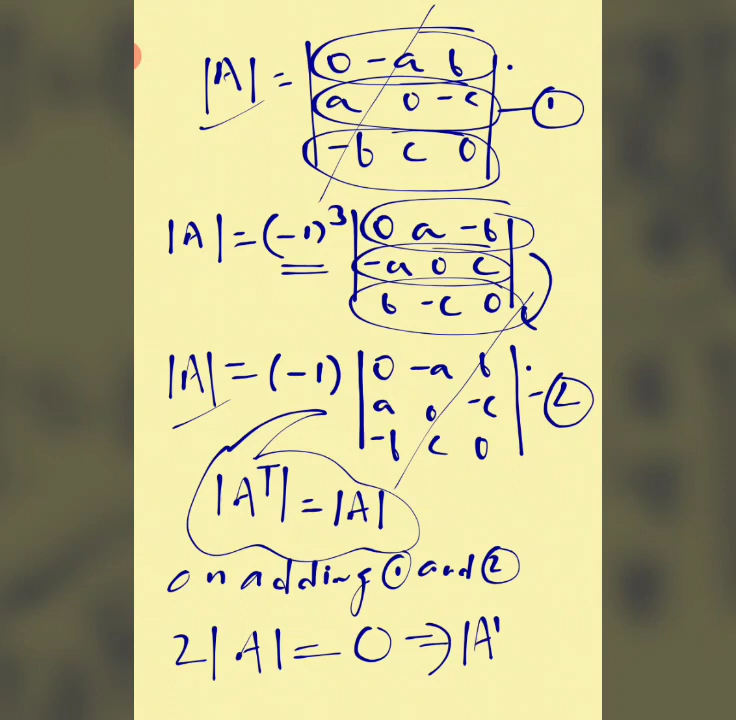 |A| = | 0 -a b | .
| a 0 -c | - ①
| -b c 0 |
|A| = (-1)³ | 0 a -b |
| -a 0 c |
| b -c 0 |
|A| = (-1) | 0 -a b | .
| a 0 -c | - ②
| -b c 0 |
|Aᵀ| = |A|
on adding ① and ②
2|A| = 0 ⇒ |A'